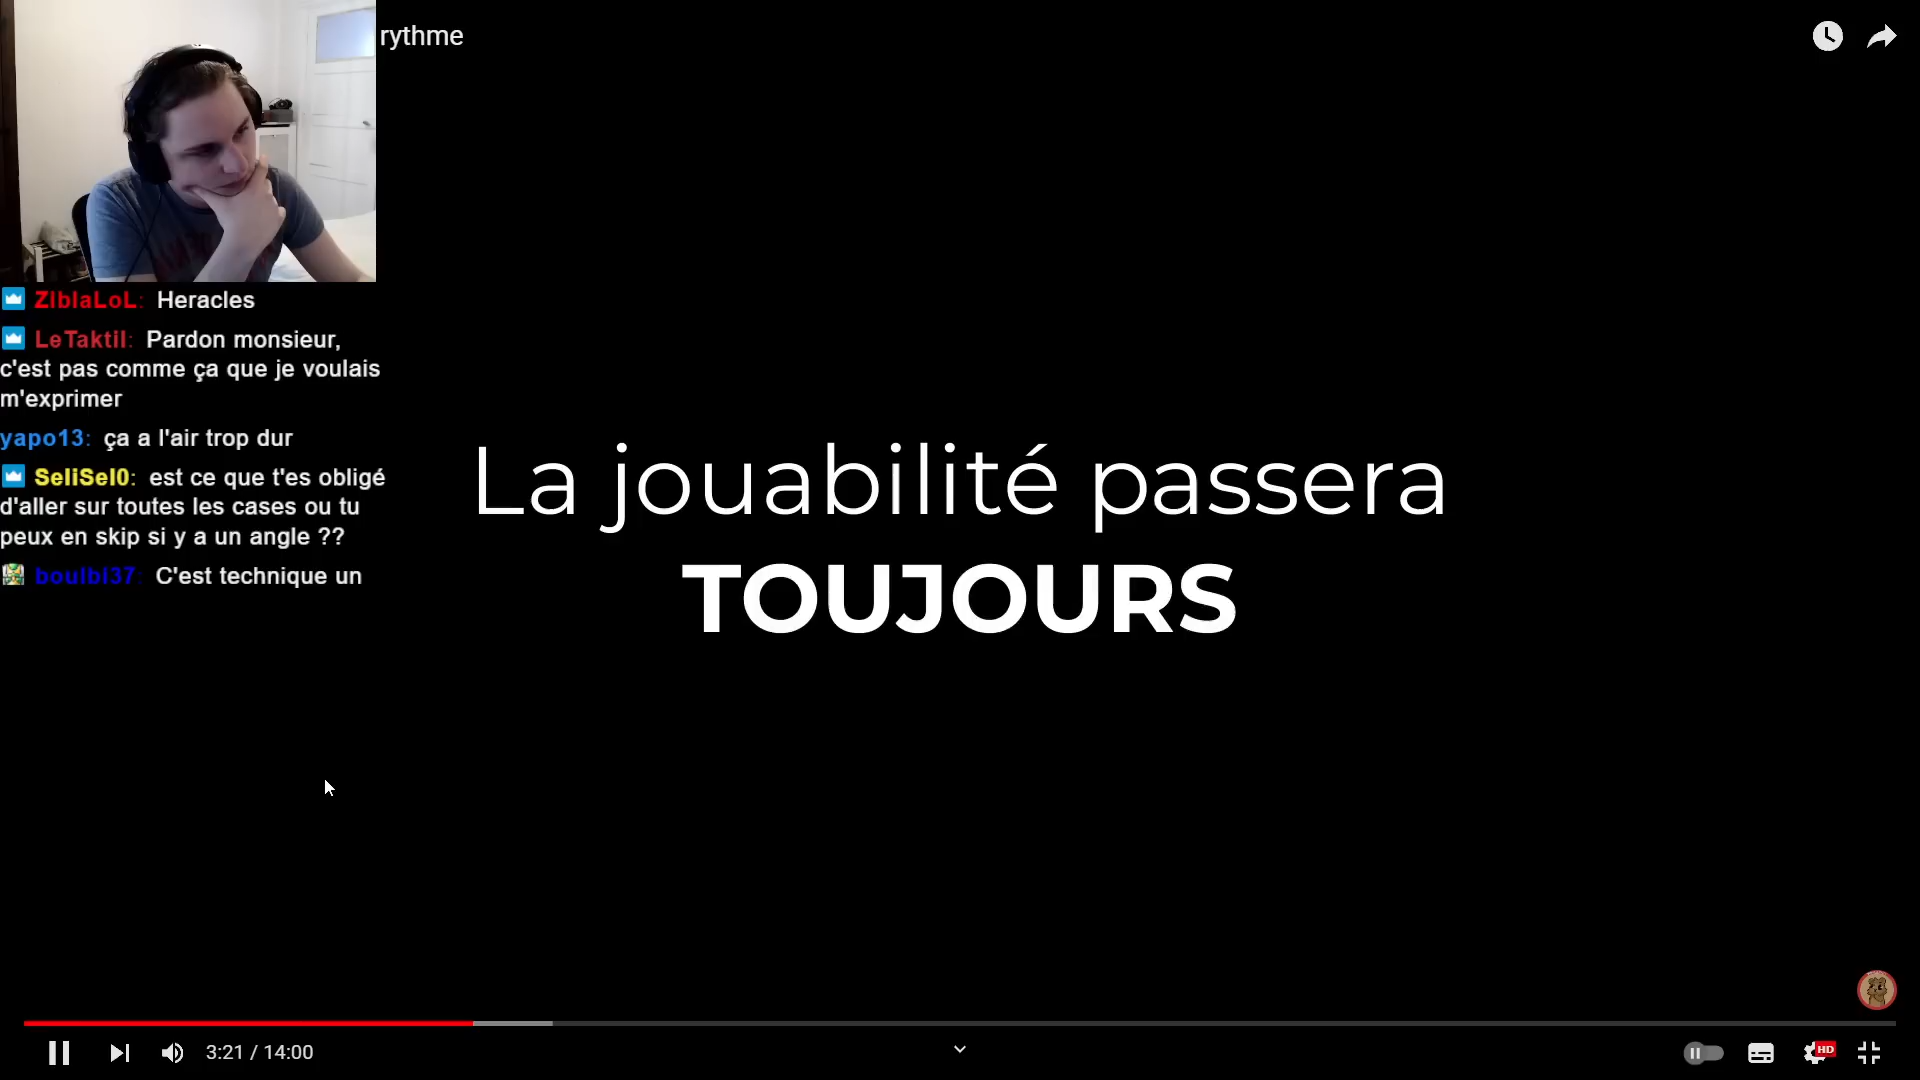 rythme
ZiblaLoL: Heracles
LeTaktil: Pardon monsieur,
c'est pas comme ça que je voulais
m'exprimer
yapo13: ça a l'air trop dur
SeliSel0: est ce que t'es obligé
d'aller sur toutes les cases ou tu
peux en skip si y a un angle ??
boulbi37: C'est technique un
La jouabilité passera
TOUJOURS
3:21 / 14:00
HD